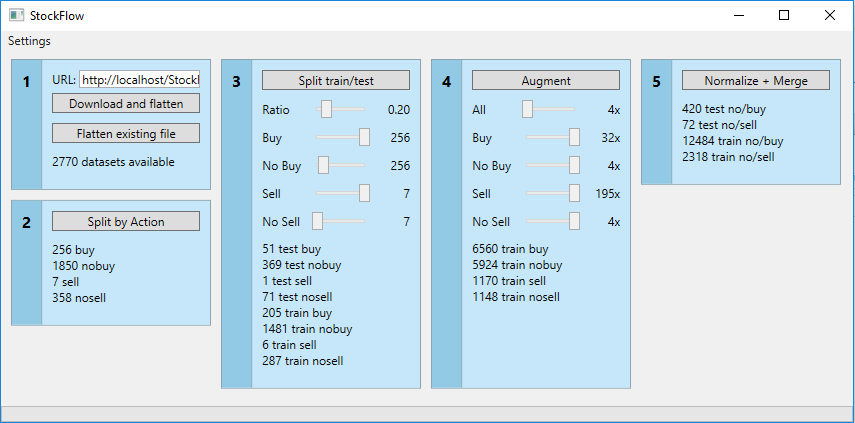 StockFlow
Settings
1
URL: http://localhost/Stockl
Download and flatten
Flatten existing file
2770 datasets available
2
Split by Action
256 buy
1850 nobuy
7 sell
358 nosell
3
Split train/test
Ratio 0.20
Buy 256
No Buy 256
Sell 7
No Sell 7
51 test buy
369 test nobuy
1 test sell
71 test nosell
205 train buy
1481 train nobuy
6 train sell
287 train nosell
4
Augment
All 4x
Buy 32x
No Buy 4x
Sell 195x
No Sell 4x
6560 train buy
5924 train nobuy
1170 train sell
1148 train nosell
5
Normalize + Merge
420 test no/buy
72 test no/sell
12484 train no/buy
2318 train no/sell